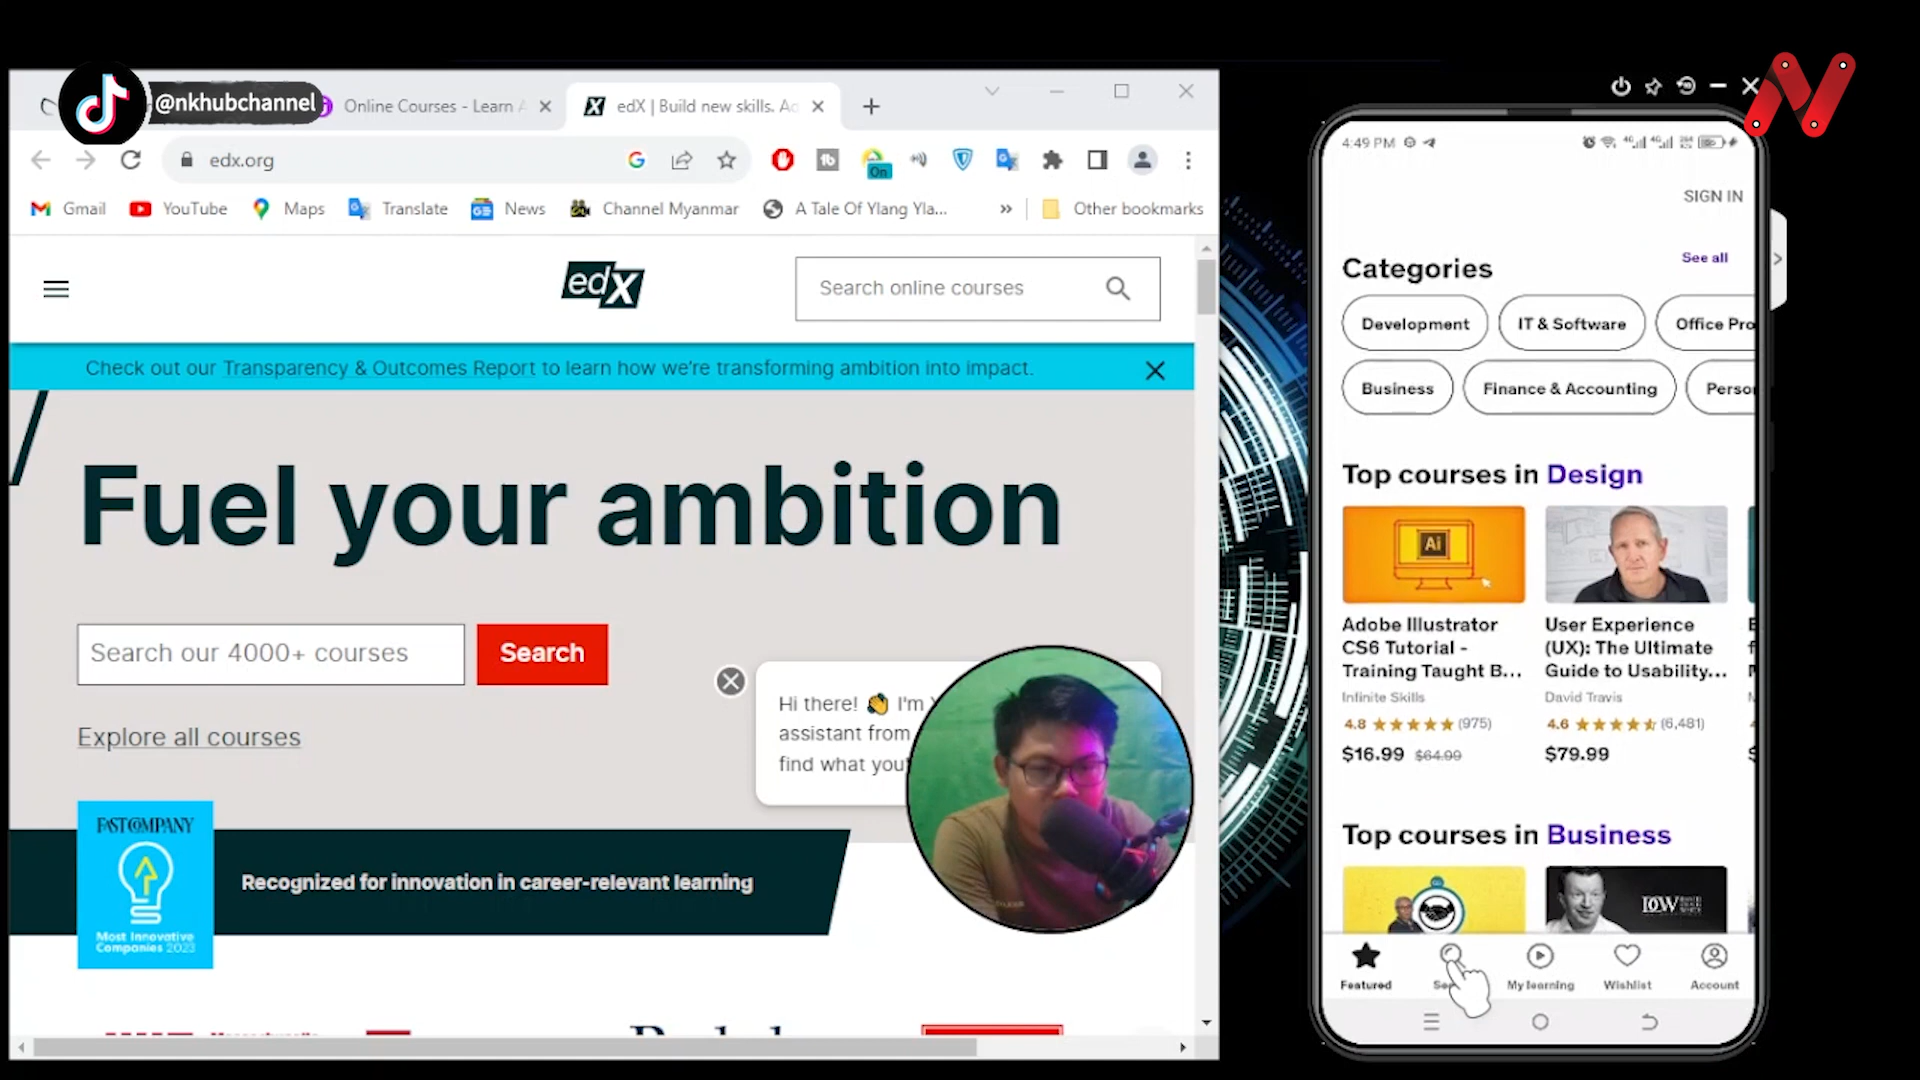 @nkhubchannel
Online Courses - Learn A
edX | Build new skills. Ac
edx.org
On
Gmail
YouTube
Maps
Translate
News
Channel Myanmar
A Tale Of Ylang Yla...
»
Other bookmarks
edX
Search online courses
Check out our Transparency & Outcomes Report to learn how we're transforming ambition into impact.
Fuel your ambition
Search our 4000+ courses
Search
Explore all courses
Hi there! 👋 I'm
assistant from
find what you'
FAST COMPANY
Most Innovative
Companies 2023
Recognized for innovation in career-relevant learning
4:49 PM
SIGN IN
Categories
See all
Development
IT & Software
Office Pro
Business
Finance & Accounting
Perso
Top courses in Design
Ai
Adobe Illustrator
CS6 Tutorial -
Training Taught B...
Infinite Skills
4.8 (975)
$16.99 $64.99
User Experience
(UX): The Ultimate
Guide to Usability...
David Travis
4.6 (6,481)
$79.99
Top courses in Business
Featured
My learning
Wishlist
Account